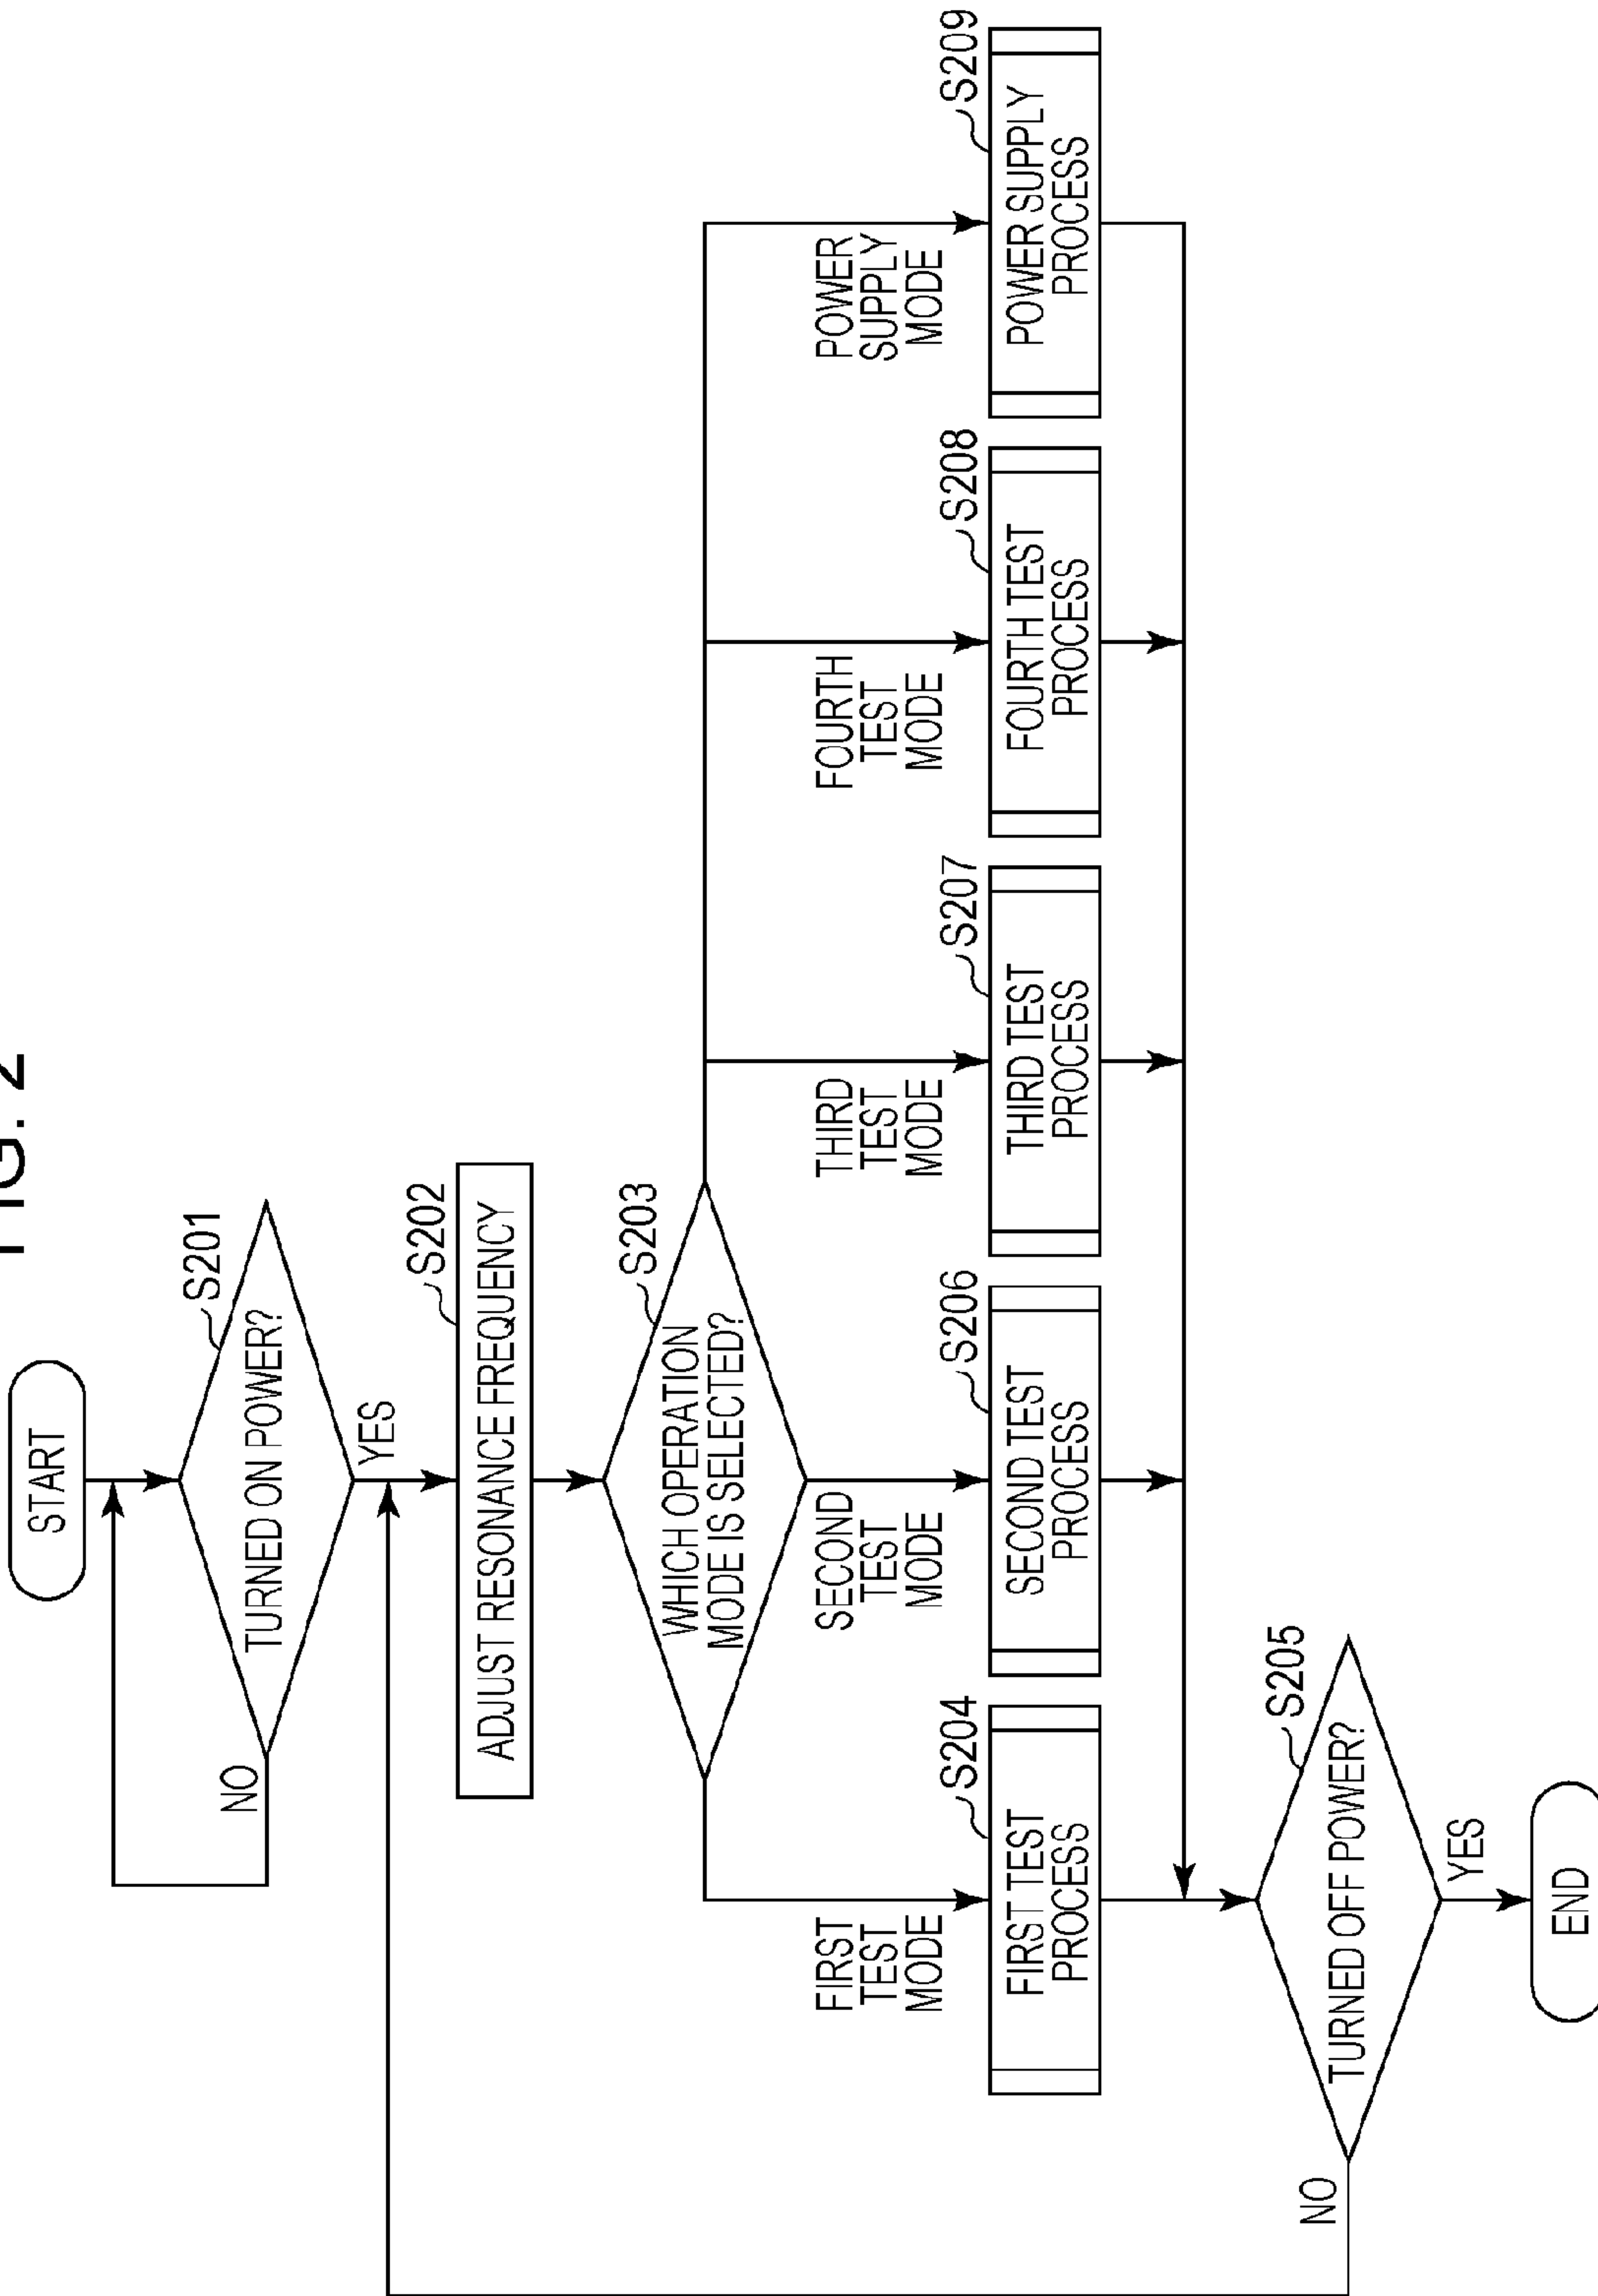 FIG. 2
START
S201
TURNED ON POWER?
NO
YES
S202
ADJUST RESONANCE FREQUENCY
S203
WHICH OPERATION
MODE IS SELECTED?
FIRST
TEST
MODE
SECOND
TEST
MODE
THIRD
TEST
MODE
FOURTH
TEST
MODE
POWER
SUPPLY
MODE
S204
FIRST TEST
PROCESS
S206
SECOND TEST
PROCESS
S207
THIRD TEST
PROCESS
S208
FOURTH TEST
PROCESS
S209
POWER SUPPLY
PROCESS
S205
TURNED OFF POWER?
NO
YES
END